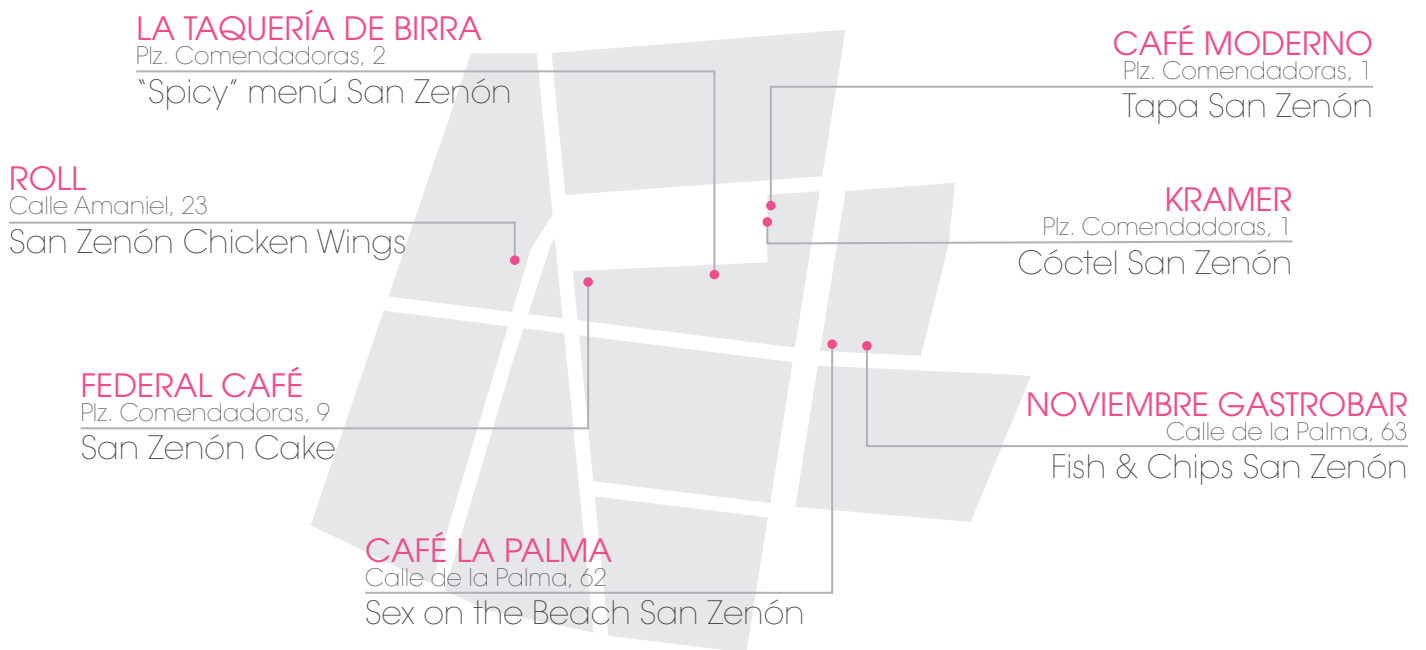 LA TAQUERÍA DE BIRRA
Plz. Comendadoras, 2
"Spicy" menú San Zenón
CAFÉ MODERNO
Plz. Comendadoras, 1
Tapa San Zenón
ROLL
Calle Amaniel, 23
San Zenón Chicken Wings
KRAMER
Plz. Comendadoras, 1
Cóctel San Zenón
FEDERAL CAFÉ
Plz. Comendadoras, 9
San Zenón Cake
NOVIEMBRE GASTROBAR
Calle de la Palma, 63
Fish & Chips San Zenón
CAFÉ LA PALMA
Calle de la Palma, 62
Sex on the Beach San Zenón